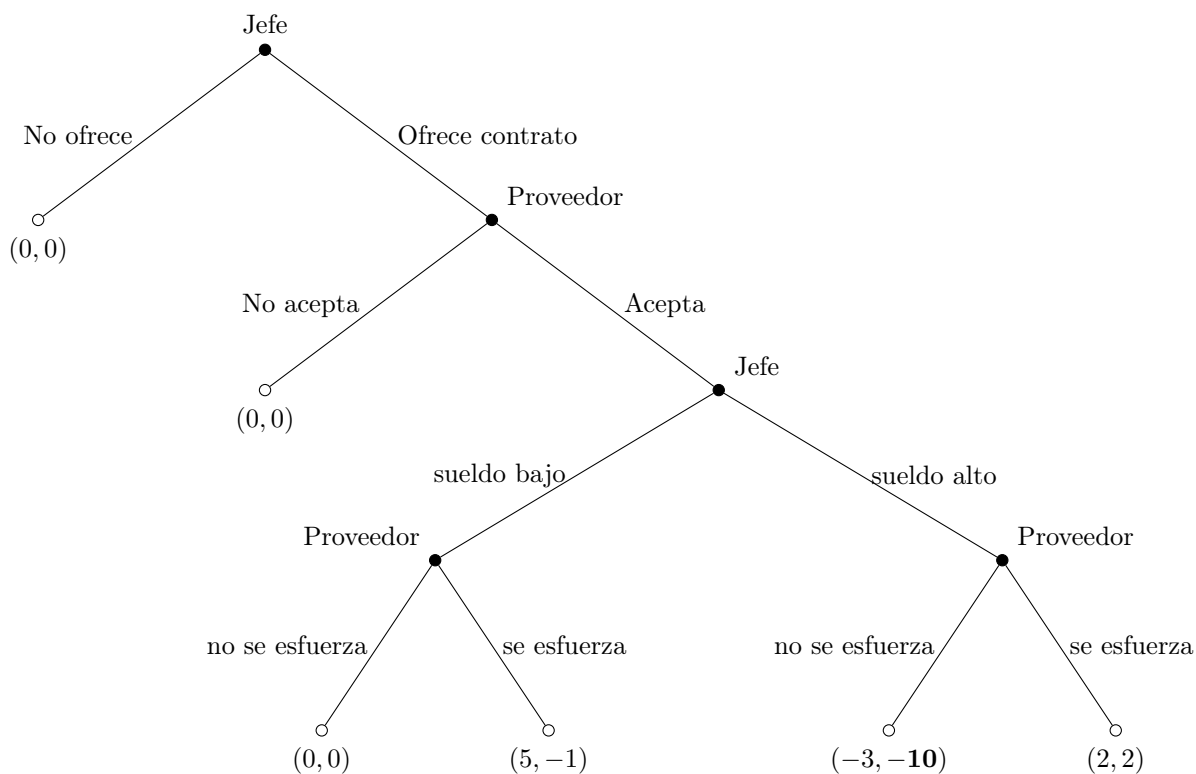 Jefe
No ofrece
Ofrece contrato
Proveedor
(0, 0)
No acepta
Acepta
Jefe
(0, 0)
sueldo bajo
sueldo alto
Proveedor
Proveedor
no se esfuerza
se esfuerza
no se esfuerza
se esfuerza
(0, 0)
(5, −1)
(−3, −10)
(2, 2)